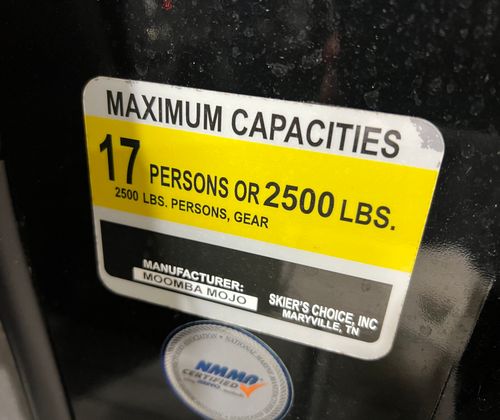 MAXIMUM CAPACITIES
17 PERSONS OR 2500 LBS.
2500 LBS. PERSONS, GEAR
MANUFACTURER:
MOOMBA MOJO
SKIER'S CHOICE, INC
MARYVILLE, TN
NMMA
CERTIFIED